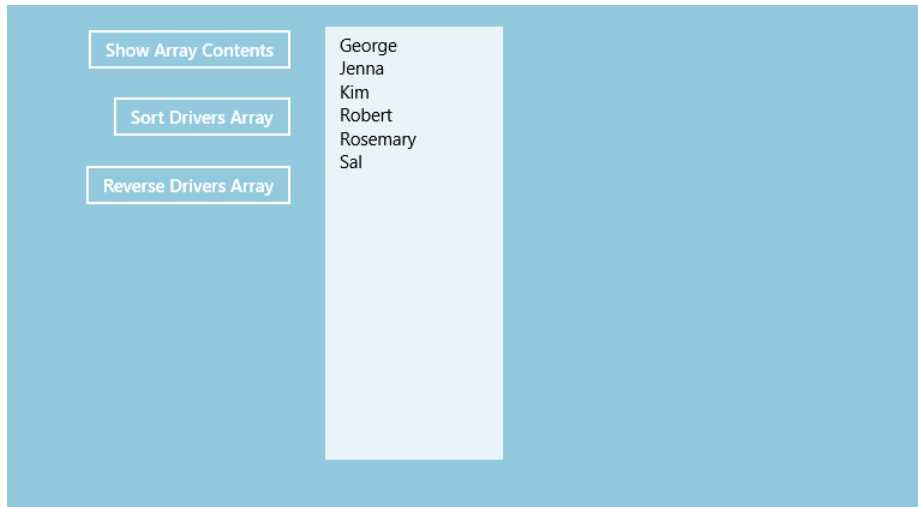 Show Array Contents
Sort Drivers Array
Reverse Drivers Array
George
Jenna
Kim
Robert
Rosemary
Sal